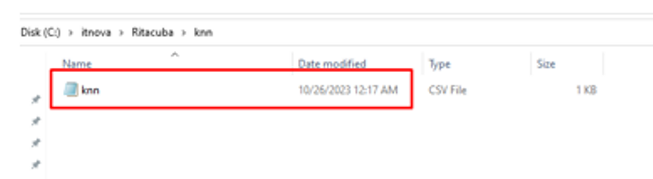 Disk (C:) > itnova > Ritacuba > knn
Name Date modified Type Size
knn 10/26/2023 12:17 AM CSV File 1 KB